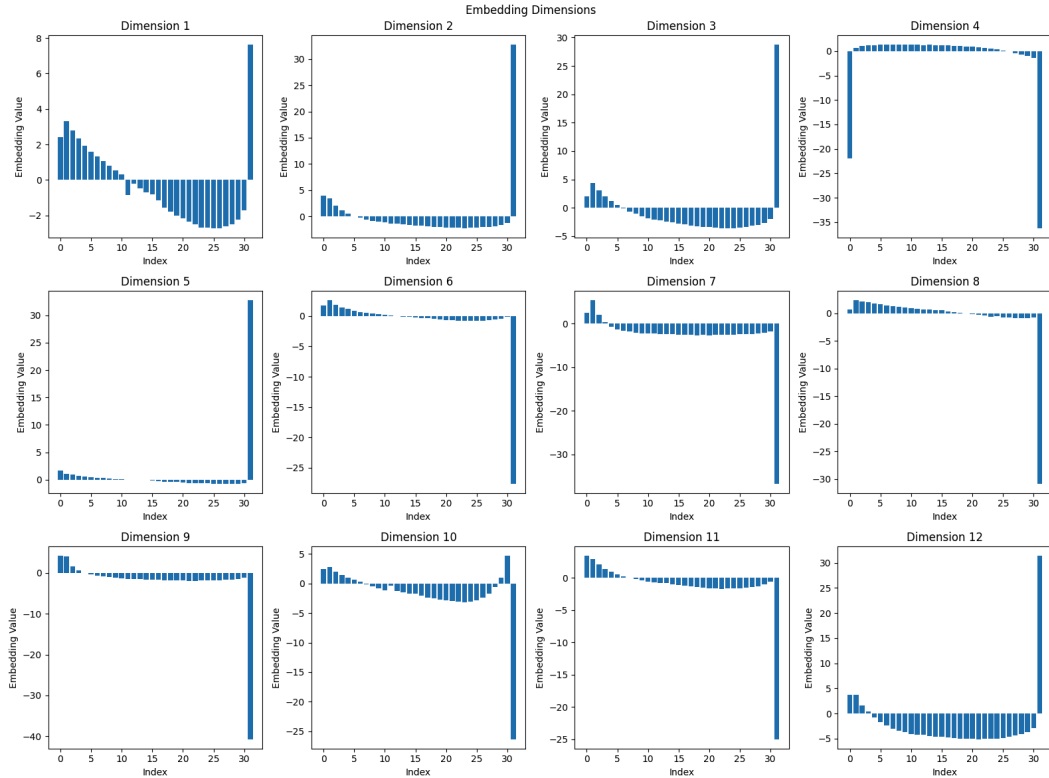 Embedding Dimensions
Dimension 1
Dimension 2
Dimension 3
Dimension 4
8
6
4
2
0
−2
30
25
20
15
10
5
0
−5
30
25
20
15
10
5
0
−5
0
−5
−10
−15
−20
−25
−30
−35
Embedding Value
Embedding Value
Embedding Value
Embedding Value
0 5 10 15 20 25 30
0 5 10 15 20 25 30
0 5 10 15 20 25 30
0 5 10 15 20 25 30
Index
Index
Index
Index
Dimension 5
Dimension 6
Dimension 7
Dimension 8
30
25
20
15
10
5
0
0
−5
−10
−15
−20
−25
0
−10
−20
−30
0
−5
−10
−15
−20
−25
−30
Embedding Value
Embedding Value
Embedding Value
Embedding Value
0 5 10 15 20 25 30
0 5 10 15 20 25 30
0 5 10 15 20 25 30
0 5 10 15 20 25 30
Index
Index
Index
Index
Dimension 9
Dimension 10
Dimension 11
Dimension 12
0
−10
−20
−30
−40
5
0
−5
−10
−15
−20
−25
0
−5
−10
−15
−20
−25
30
25
20
15
10
5
0
−5
Embedding Value
Embedding Value
Embedding Value
Embedding Value
0 5 10 15 20 25 30
0 5 10 15 20 25 30
0 5 10 15 20 25 30
0 5 10 15 20 25 30
Index
Index
Index
Index